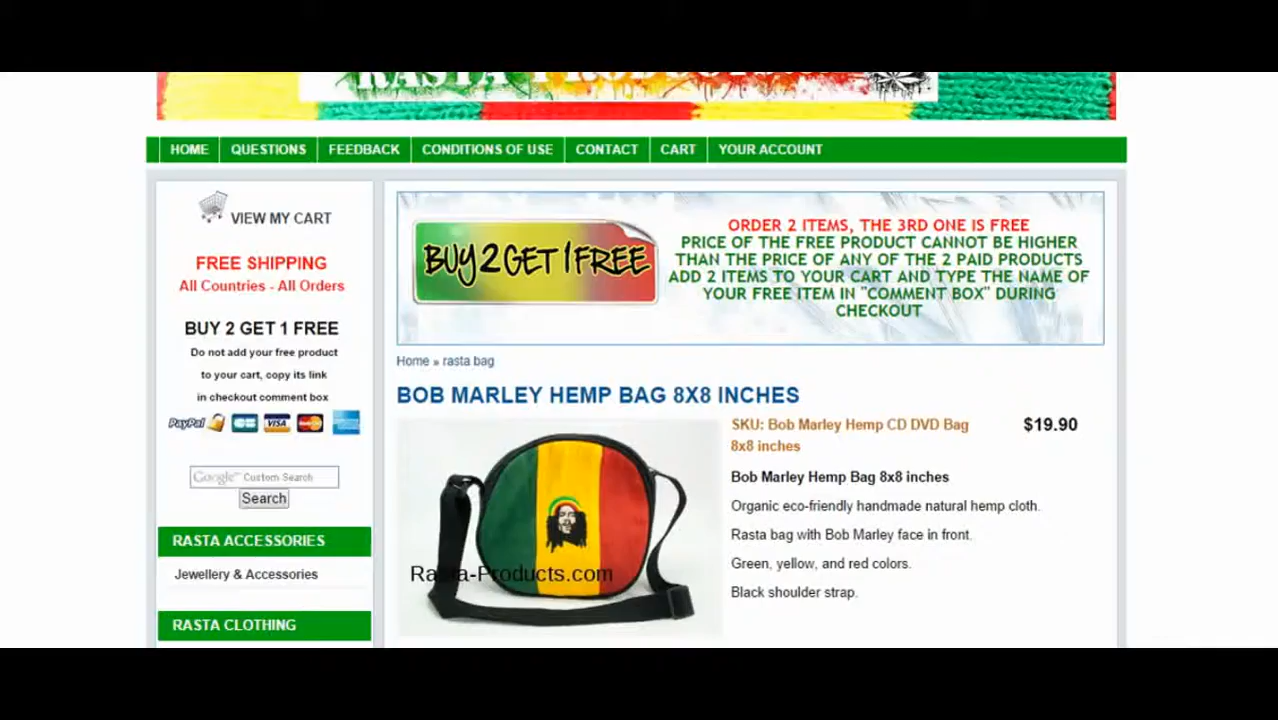 HOME QUESTIONS FEEDBACK CONDITIONS OF USE CONTACT CART YOUR ACCOUNT
VIEW MY CART
FREE SHIPPING
All Countries - All Orders
BUY 2 GET 1 FREE
Do not add your free product
to your cart, copy its link
in checkout comment box
PayPal VISA MasterCard
Google™ Custom Search
Search
RASTA ACCESSORIES
Jewellery & Accessories
RASTA CLOTHING
BUY 2 GET 1 FREE
ORDER 2 ITEMS, THE 3RD ONE IS FREE
PRICE OF THE FREE PRODUCT CANNOT BE HIGHER
THAN THE PRICE OF ANY OF THE 2 PAID PRODUCTS
ADD 2 ITEMS TO YOUR CART AND TYPE THE NAME OF
YOUR FREE ITEM IN "COMMENT BOX" DURING
CHECKOUT
Home » rasta bag
BOB MARLEY HEMP BAG 8X8 INCHES
Rasta-Products.com
SKU: Bob Marley Hemp CD DVD Bag
8x8 inches
$19.90
Bob Marley Hemp Bag 8x8 inches
Organic eco-friendly handmade natural hemp cloth.
Rasta bag with Bob Marley face in front.
Green, yellow, and red colors.
Black shoulder strap.